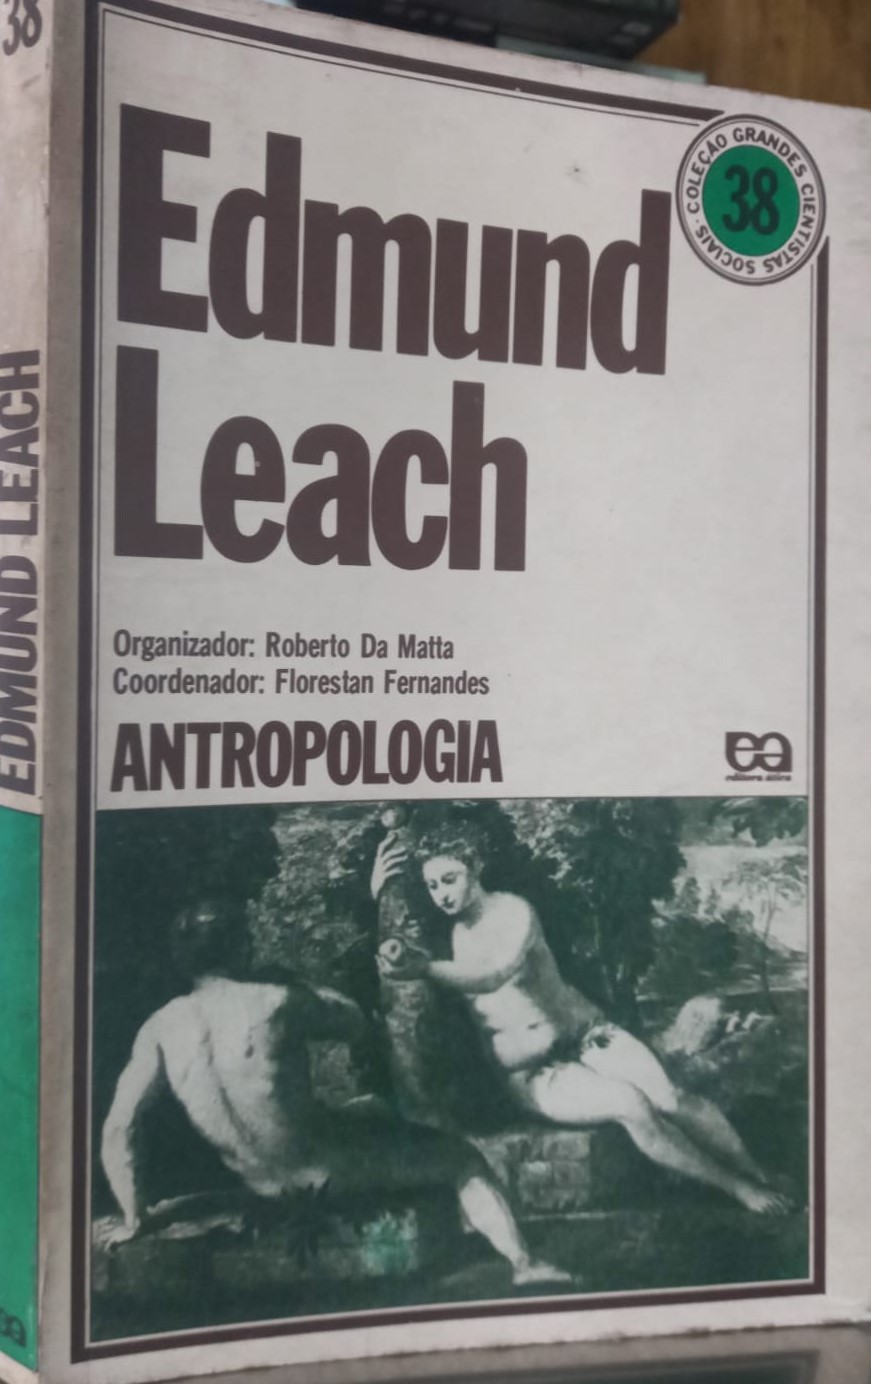 38
EDMUND LEACH
Edmund
Leach
COLEÇÃO GRANDES CIENTISTAS SOCIAIS ·
38
Organizador: Roberto Da Matta
Coordenador: Florestan Fernandes
ANTROPOLOGIA
ea
editora ática
ea